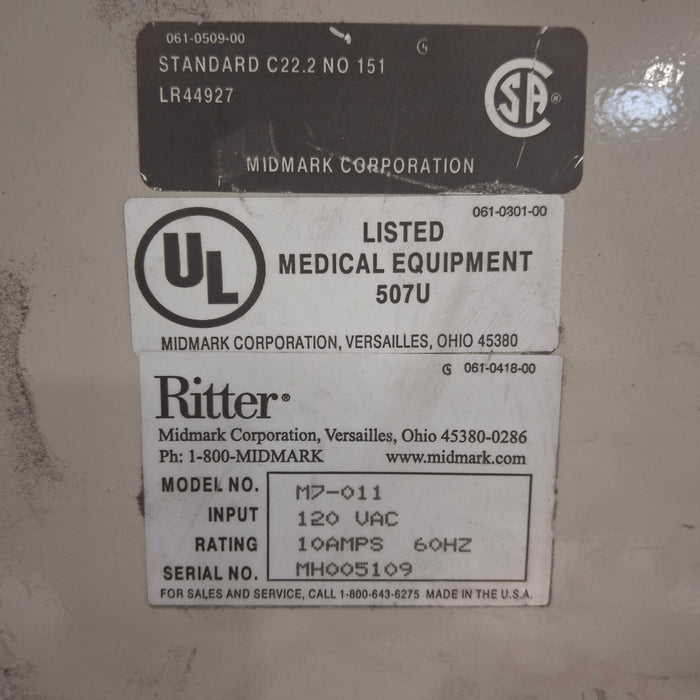 061-0509-00
STANDARD C22.2 NO 151
LR44927
SA ®
MIDMARK CORPORATION
061-0301-00
UL
LISTED
MEDICAL EQUIPMENT
507U
MIDMARK CORPORATION, VERSAILLES, OHIO 45380
061-0418-00
Ritter®
Midmark Corporation, Versailles, Ohio 45380-0286
Ph: 1-800-MIDMARK www.midmark.com
MODEL NO. M7-011
INPUT 120 VAC
RATING 10AMPS 60HZ
SERIAL NO. MH005109
FOR SALES AND SERVICE, CALL 1-800-643-6275 MADE IN THE U.S.A.